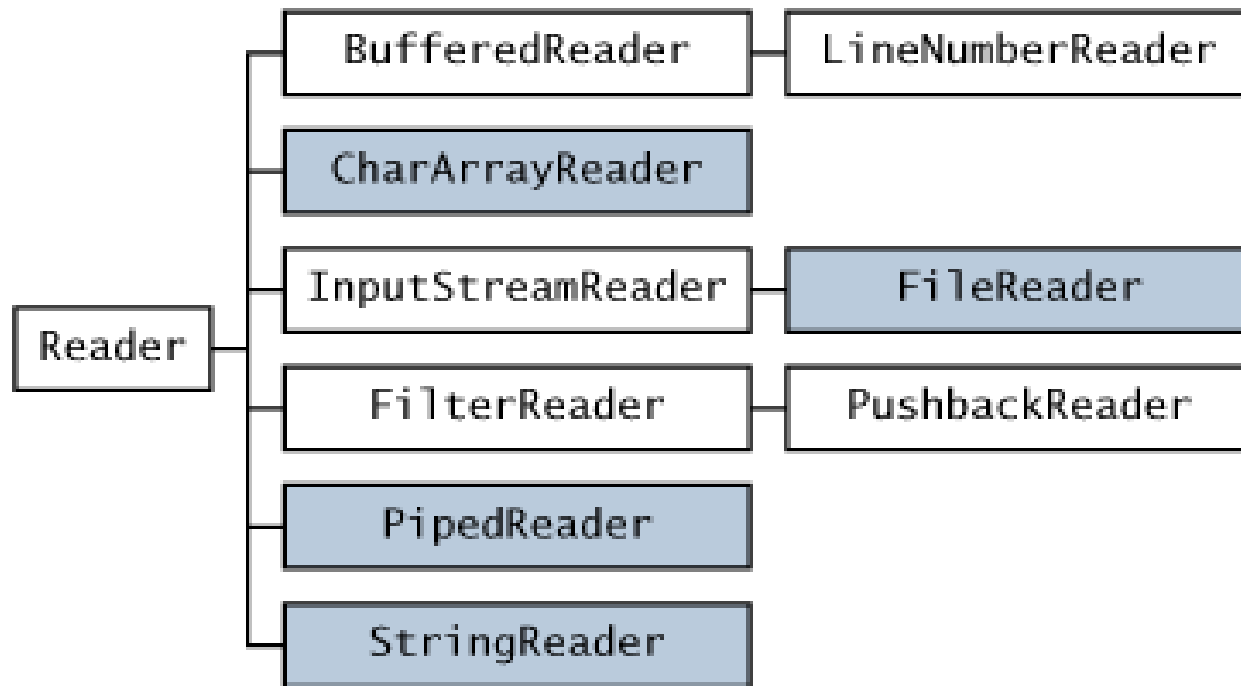 BufferedReader LineNumberReader
CharArrayReader
InputStreamReader FileReader
Reader
FilterReader PushbackReader
PipedReader
StringReader